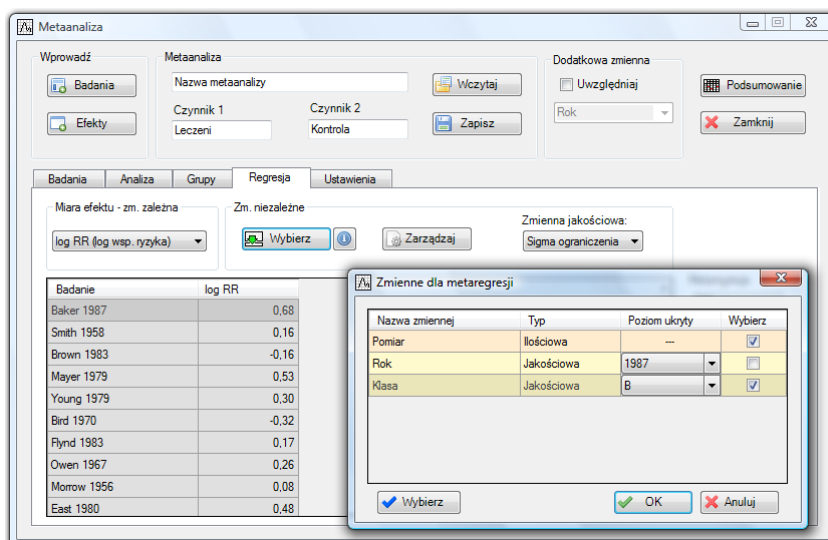 Metaanaliza
Wprowadź
Badania
Efekty
Metaanaliza
Nazwa metaanalizy
Czynnik 1
Czynnik 2
Leczeni
Kontrola
Wczytaj
Zapisz
Dodatkowa zmienna
Uwzględniaj
Rok
Podsumowanie
Zamknij
Badania Analiza Grupy Regresja Ustawienia
Miara efektu - zm. zależna
log RR (log wsp. ryzyka)
Zm. niezależne
Wybierz
Zarządzaj
Zmienna jakościowa:
Sigma ograniczenia
Badanie log RR
Baker 1987 0,68
Smith 1958 0,16
Brown 1983 -0,16
Mayer 1979 0,53
Young 1979 0,30
Bird 1970 -0,32
Flynd 1983 0,17
Owen 1967 0,26
Morrow 1956 0,08
East 1980 0,48
Zmienne dla metaregresji
Nazwa zmiennej Typ Poziom ukryty Wybierz
Pomiar Ilościowa ---
Rok Jakościowa 1987
Klasa Jakościowa B
Wybierz
OK
Anuluj